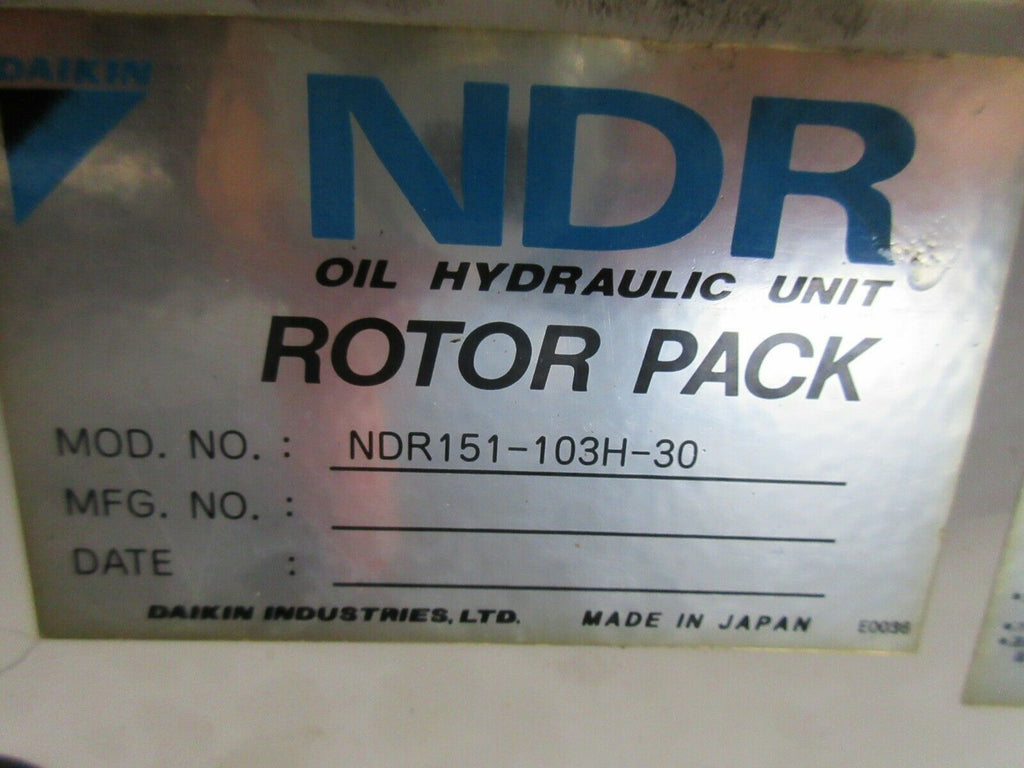 DAIKIN
NDR
OIL HYDRAULIC UNIT
ROTOR PACK
MOD. NO. : NDR151-103H-30
MFG. NO. :
DATE :
DAIKIN INDUSTRIES, LTD. MADE IN JAPAN E0036